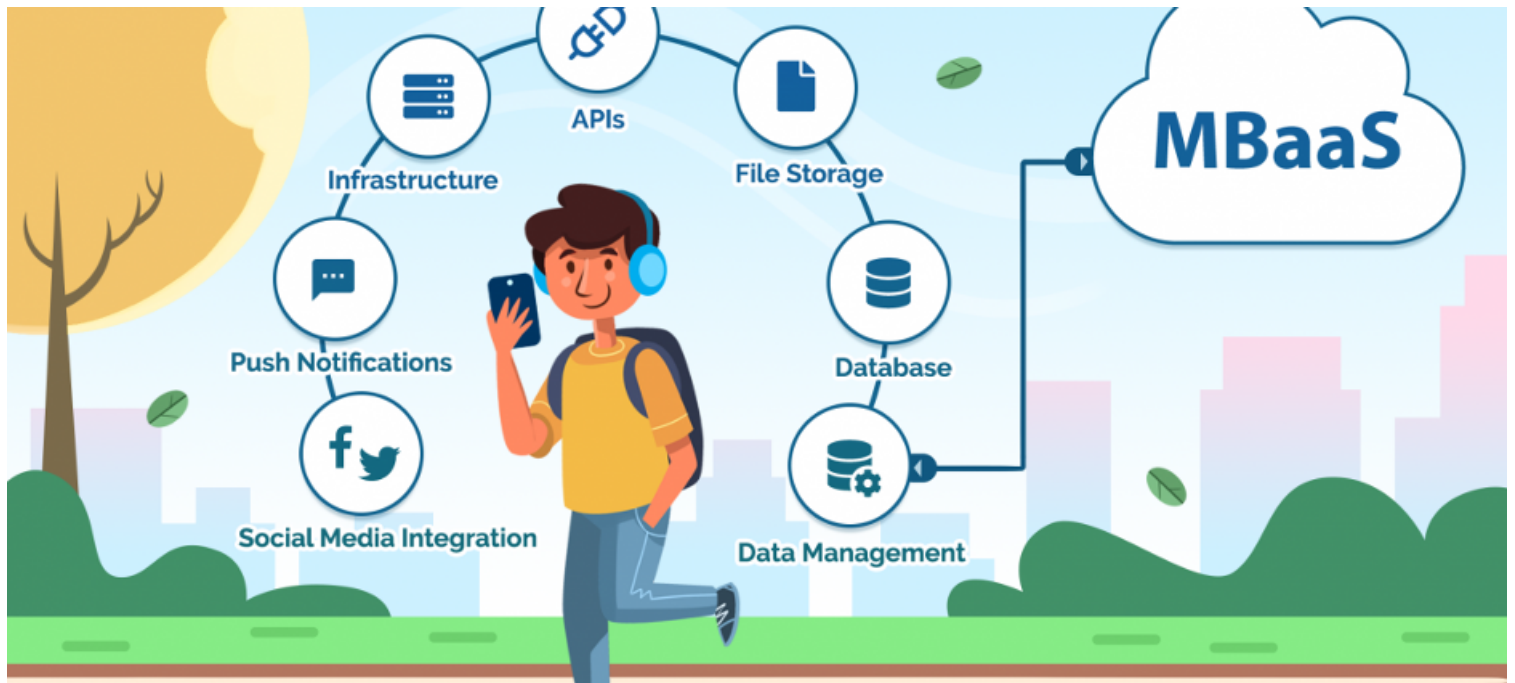 APIs
Infrastructure
File Storage
MBaaS
Push Notifications
Database
Social Media Integration
Data Management